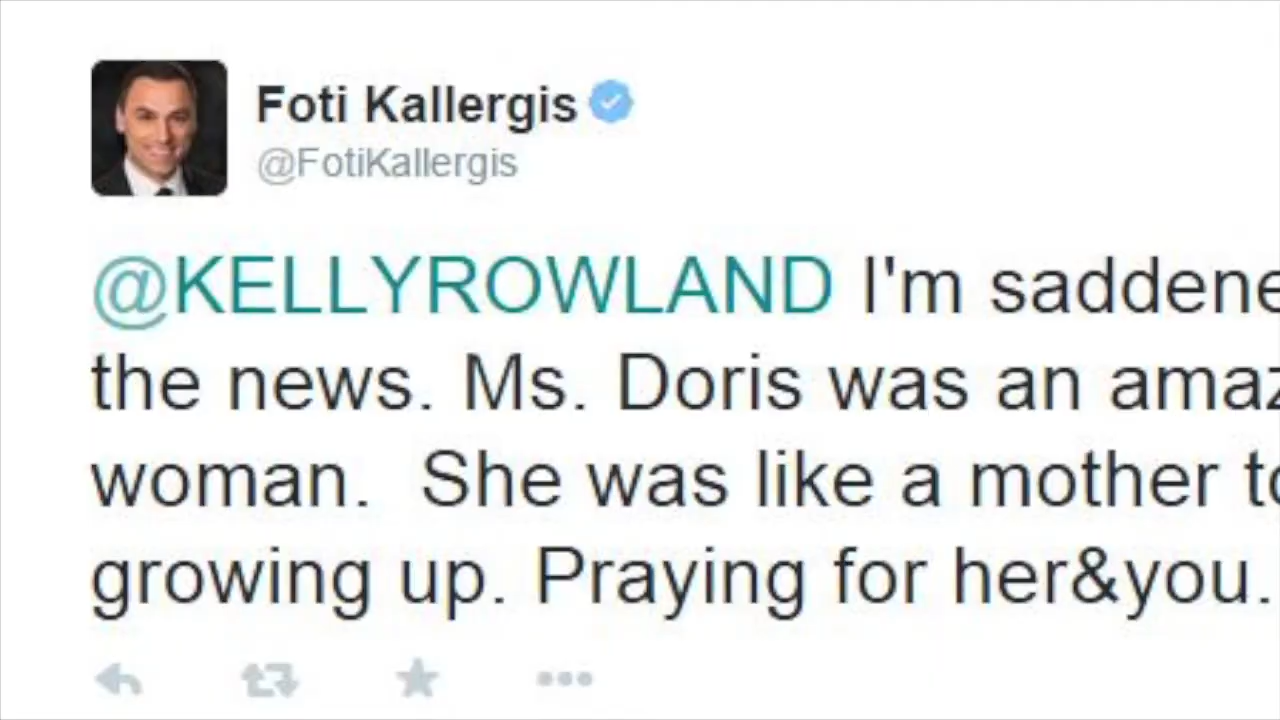 Foti Kallergis
@FotiKallergis
@KELLYROWLAND I'm saddene
the news. Ms. Doris was an amaz
woman. She was like a mother to
growing up. Praying for her&you.